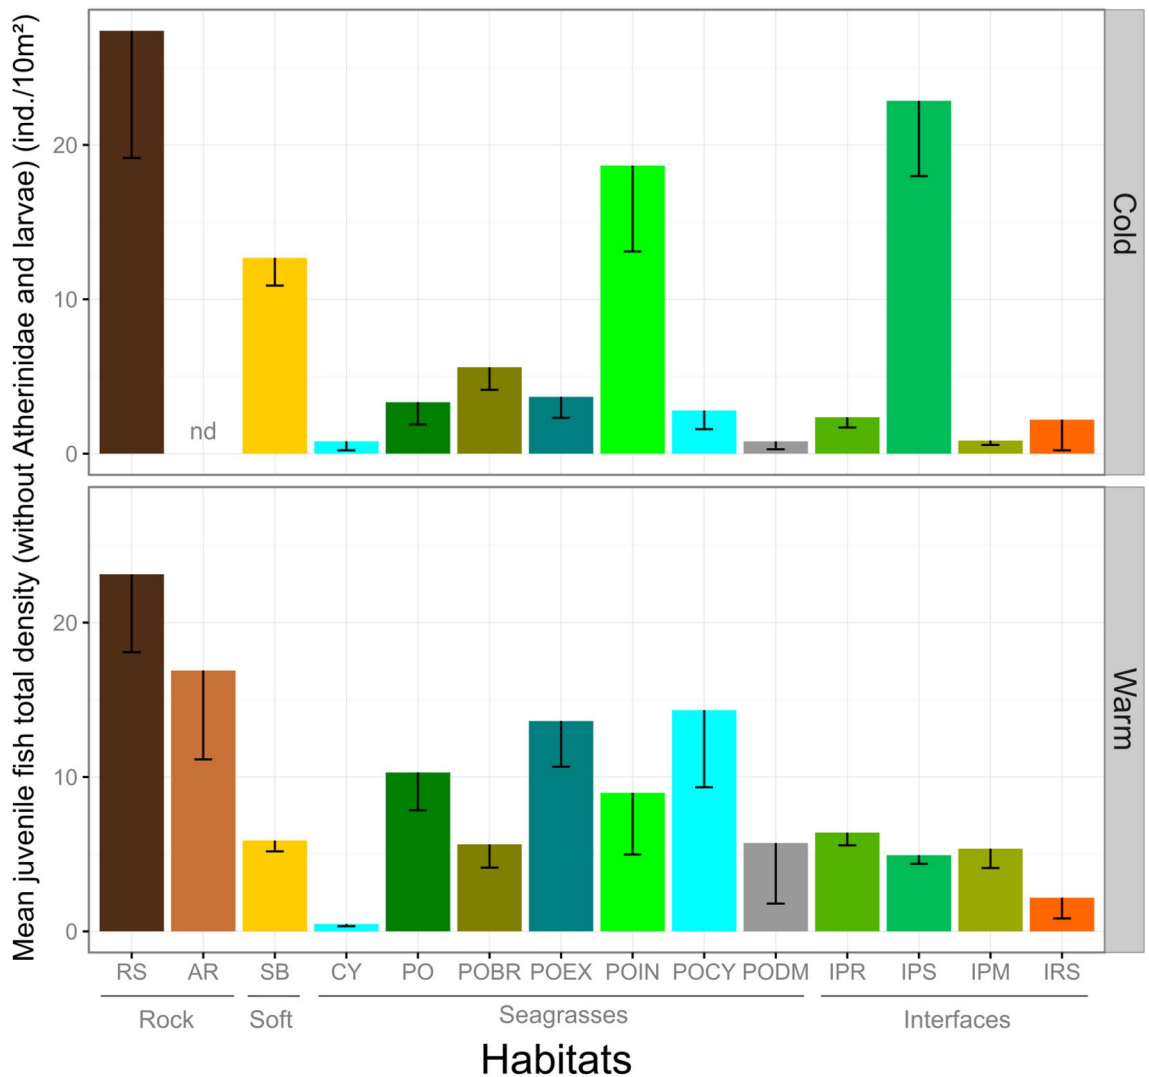 Mean juvenile fish total density (without Atherinidae and larvae) (ind./10m²)
20
10
0
nd
Cold
20
10
0
Warm
RS AR SB CY PO POBR POEX POIN POCY PODM IPR IPS IPM IRS
Rock Soft Seagrasses Interfaces
Habitats